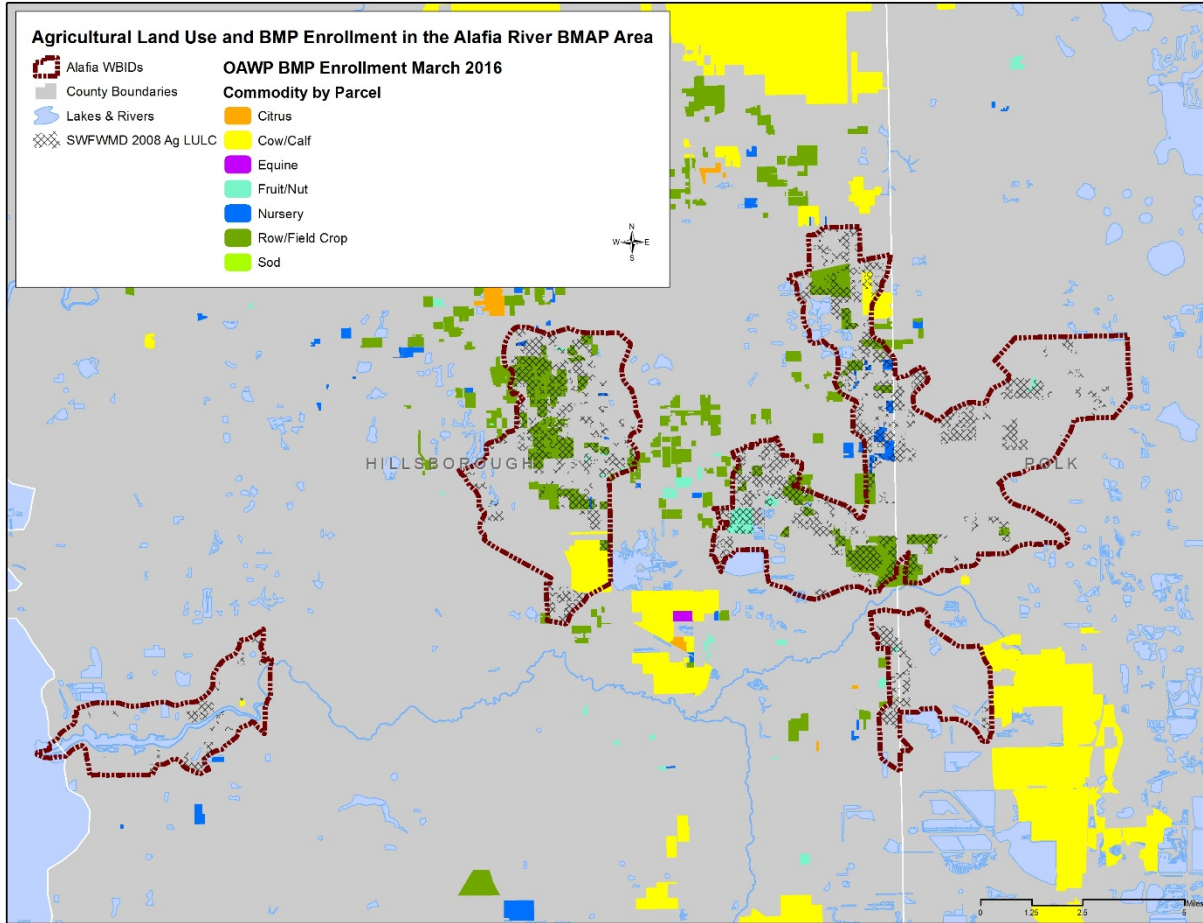 Agricultural Land Use and BMP Enrollment in the Alafia River BMAP Area
Alafia WBIDs
County Boundaries
Lakes & Rivers
SWFWMD 2008 Ag LULC
OAWP BMP Enrollment March 2016
Commodity by Parcel
Citrus
Cow/Calf
Equine
Fruit/Nut
Nursery
Row/Field Crop
Sod
N
W E
S
HILLSBOROUGH
POLK
0 1.25 2.5 5